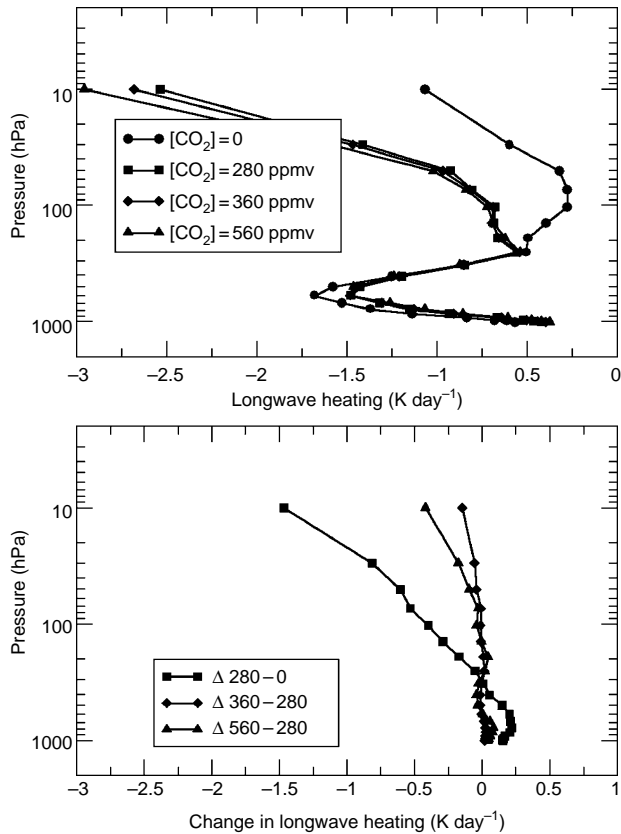 10
100
1000
Pressure (hPa)
[CO₂] = 0
[CO₂] = 280 ppmv
[CO₂] = 360 ppmv
[CO₂] = 560 ppmv
−3 −2.5 −2 −1.5 −1 0.5 0
Longwave heating (K day⁻¹)
10
100
1000
Pressure (hPa)
Δ 280 – 0
Δ 360 – 280
Δ 560 – 280
−3 −2.5 −2 −1.5 −1 −0.5 0 0.5 1
Change in longwave heating (K day⁻¹)